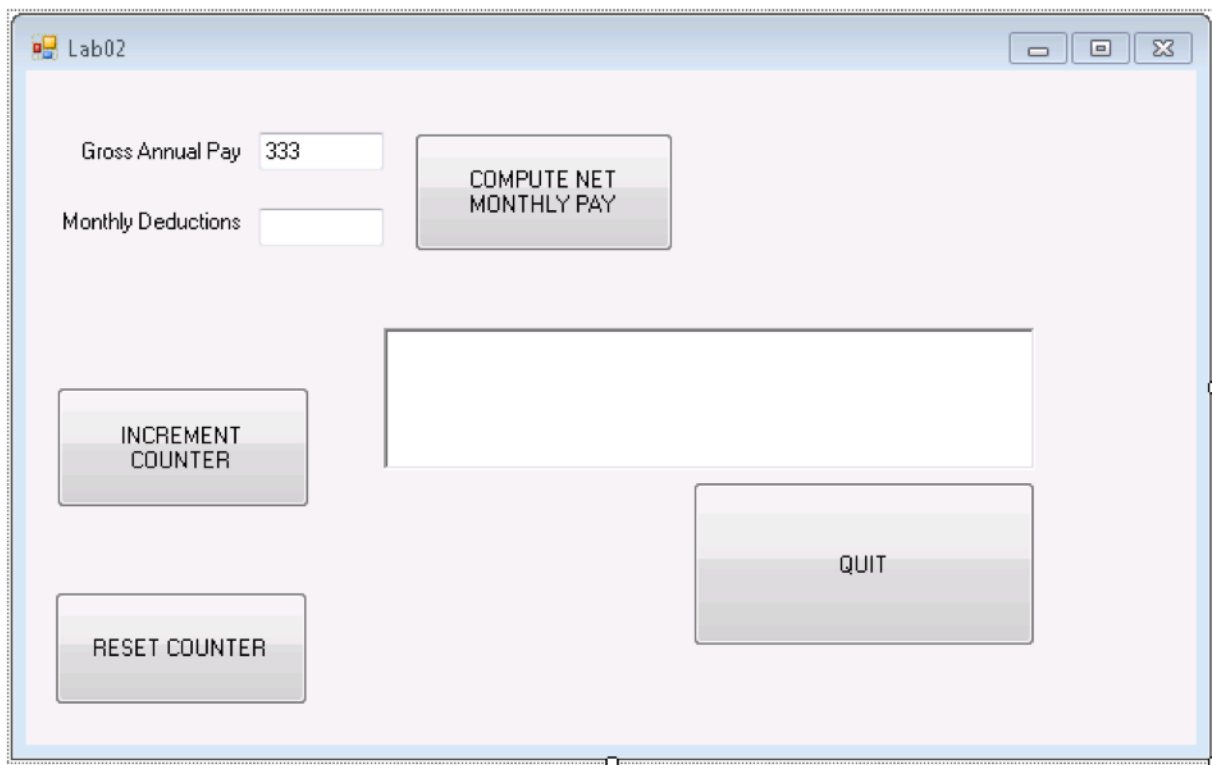 Lab02
Gross Annual Pay 333
COMPUTE NET
MONTHLY PAY
Monthly Deductions
INCREMENT
COUNTER
QUIT
RESET COUNTER